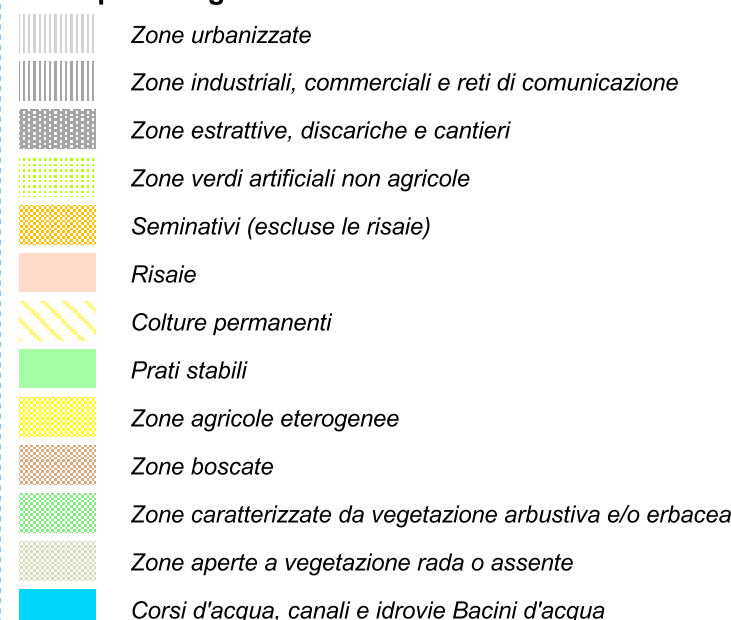 Zone urbanizzate
Zone industriali, commerciali e reti di comunicazione
Zone estrattive, discariche e cantieri
Zone verdi artificiali non agricole
Seminativi (escluse le risaie)
Risaie
Colture permanenti
Prati stabili
Zone agricole eterogenee
Zone boscate
Zone caratterizzate da vegetazione arbustiva e/o erbacea
Zone aperte a vegetazione rada o assente
Corsi d'acqua, canali e idrovie Bacini d'acqua